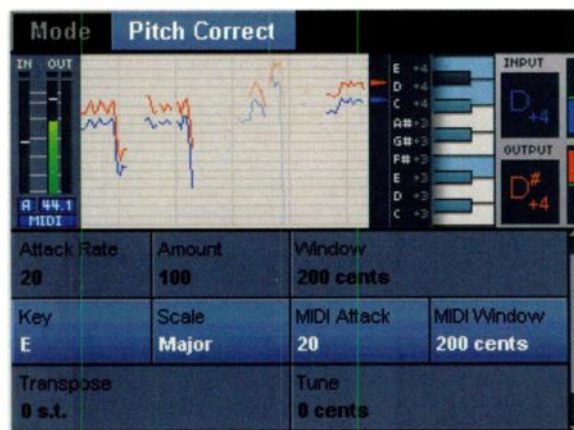 Mode Pitch Correct
IN OUT
INPUT
E +4
D +4
C +4
A# +3
G# +3
F# +3
E +3
D +3
C +3
D +4
OUTPUT
D# +4
A 44.1
MIDI
Attack Rate Amount Window
20 100 200 cents
Key Scale MIDI Attack MIDI Window
E Major 20 200 cents
Transpose Tune
0 s.t. 0 cents